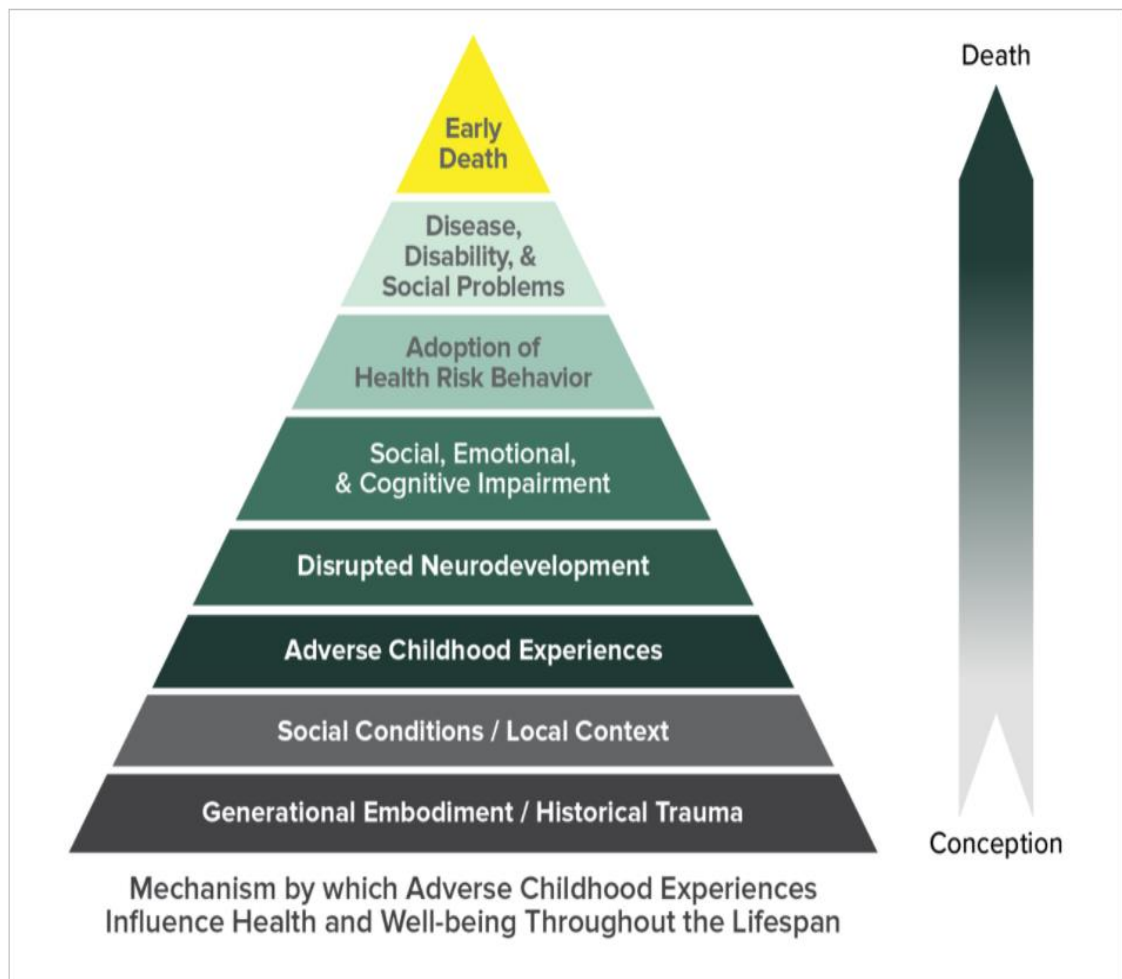 Death
Early
Death
Disease,
Disability, &
Social Problems
Adoption of
Health Risk Behavior
Social, Emotional,
& Cognitive Impairment
Disrupted Neurodevelopment
Adverse Childhood Experiences
Social Conditions / Local Context
Generational Embodiment / Historical Trauma
Conception
Mechanism by which Adverse Childhood Experiences
Influence Health and Well-being Throughout the Lifespan